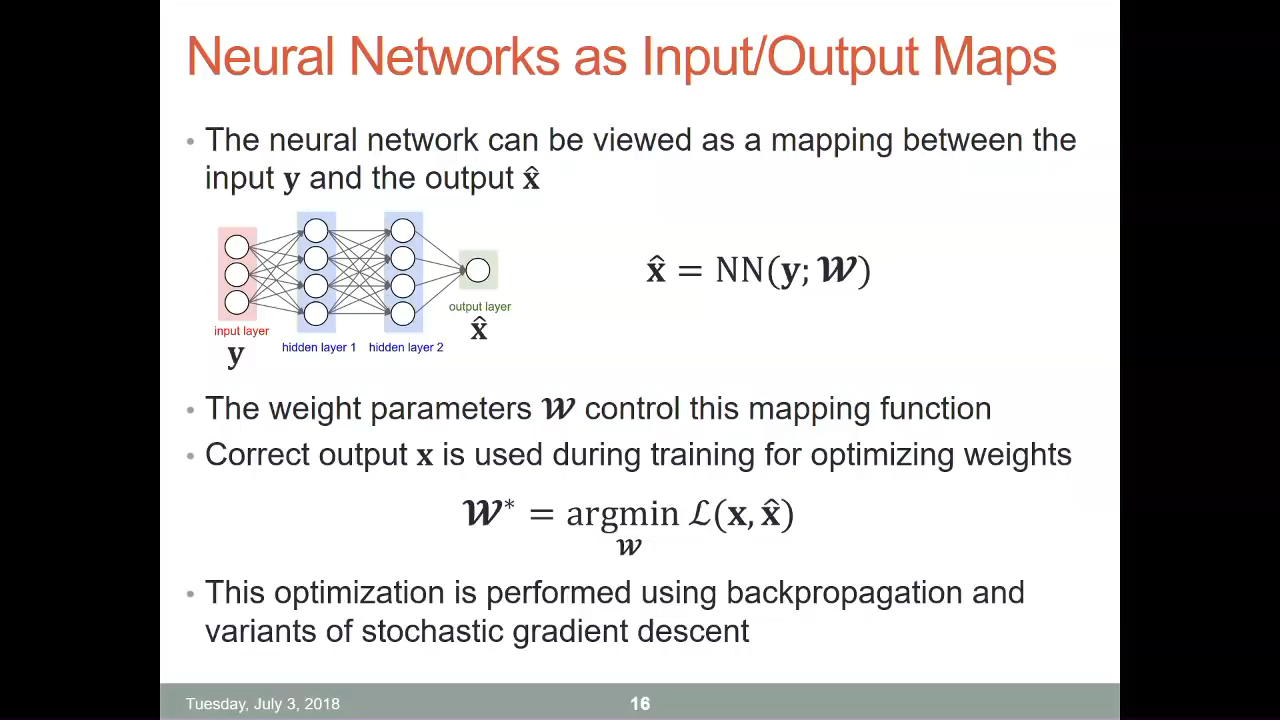 Neural Networks as Input/Output Maps
• The neural network can be viewed as a mapping between the
input y and the output x̂
x̂ = NN(y; 𝓦)
output layer
x̂
input layer
y
hidden layer 1 hidden layer 2
• The weight parameters 𝓦 control this mapping function
• Correct output x is used during training for optimizing weights
𝓦* = argmin ℒ(x, x̂)
𝓦
• This optimization is performed using backpropagation and
variants of stochastic gradient descent
Tuesday, July 3, 2018 16